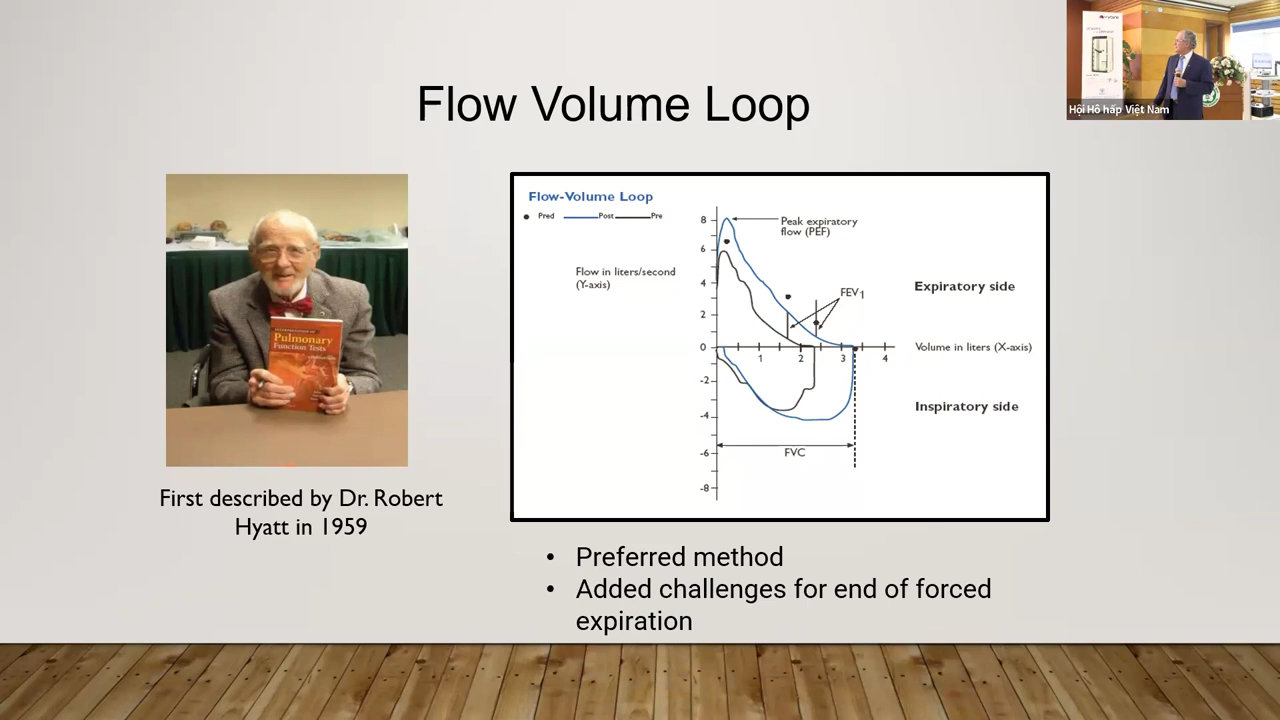 Flow Volume Loop
Hội Hô hấp Việt Nam
Pulmonary
Function Tests
First described by Dr. Robert
Hyatt in 1959
Flow-Volume Loop
Pred Post Pre
Flow in liters/second
(Y-axis)
Peak expiratory
flow (PEF)
FEV1
Expiratory side
Volume in liters (X-axis)
Inspiratory side
FVC
8
6
4
2
0
-2
-4
-6
-8
1 2 3 4
• Preferred method
• Added challenges for end of forced
expiration